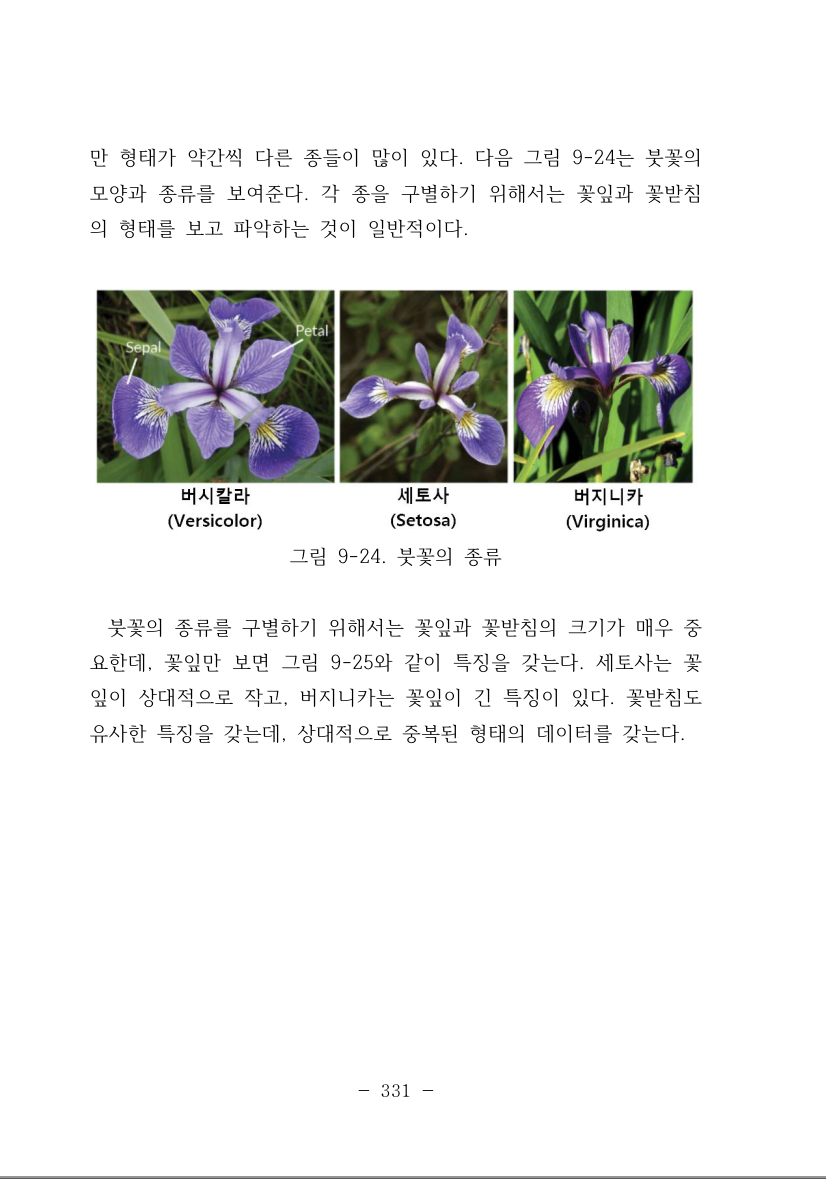 만 형태가 약간씩 다른 종들이 많이 있다. 다음 그림 9-24는 붓꽃의
모양과 종류를 보여준다. 각 종을 구별하기 위해서는 꽃잎과 꽃받침
의 형태를 보고 파악하는 것이 일반적이다.
Sepal
Petal
버시칼라
(Versicolor)
세토사
(Setosa)
버지니카
(Virginica)
그림 9-24. 붓꽃의 종류
붓꽃의 종류를 구별하기 위해서는 꽃잎과 꽃받침의 크기가 매우 중
요한데, 꽃잎만 보면 그림 9-25와 같이 특징을 갖는다. 세토사는 꽃
잎이 상대적으로 작고, 버지니카는 꽃잎이 긴 특징이 있다. 꽃받침도
유사한 특징을 갖는데, 상대적으로 중복된 형태의 데이터를 갖는다.
- 331 -